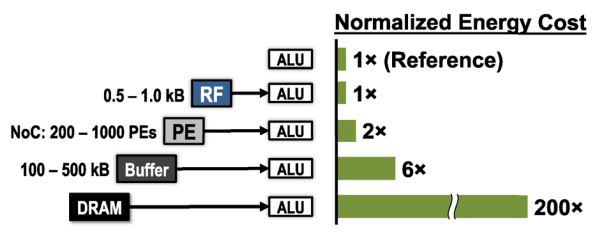 Normalized Energy Cost
ALU 1× (Reference)
0.5 – 1.0 kB RF ALU 1×
NoC: 200 – 1000 PEs PE ALU 2×
100 – 500 kB Buffer ALU 6×
DRAM ALU 200×